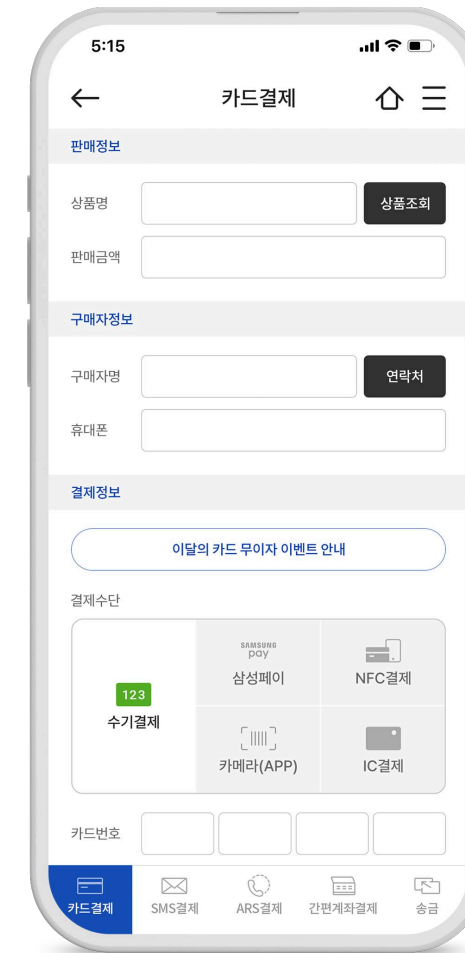 5:15
카드결제
판매정보
상품명
상품조회
판매금액
구매자정보
구매자명
연락처
휴대폰
결제정보
이달의 카드 무이자 이벤트 안내
결제수단
123
수기결제
SAMSUNG
pay
삼성페이
NFC결제
카메라(APP)
IC결제
카드번호
카드결제
SMS결제
ARS결제
간편계좌결제
송금